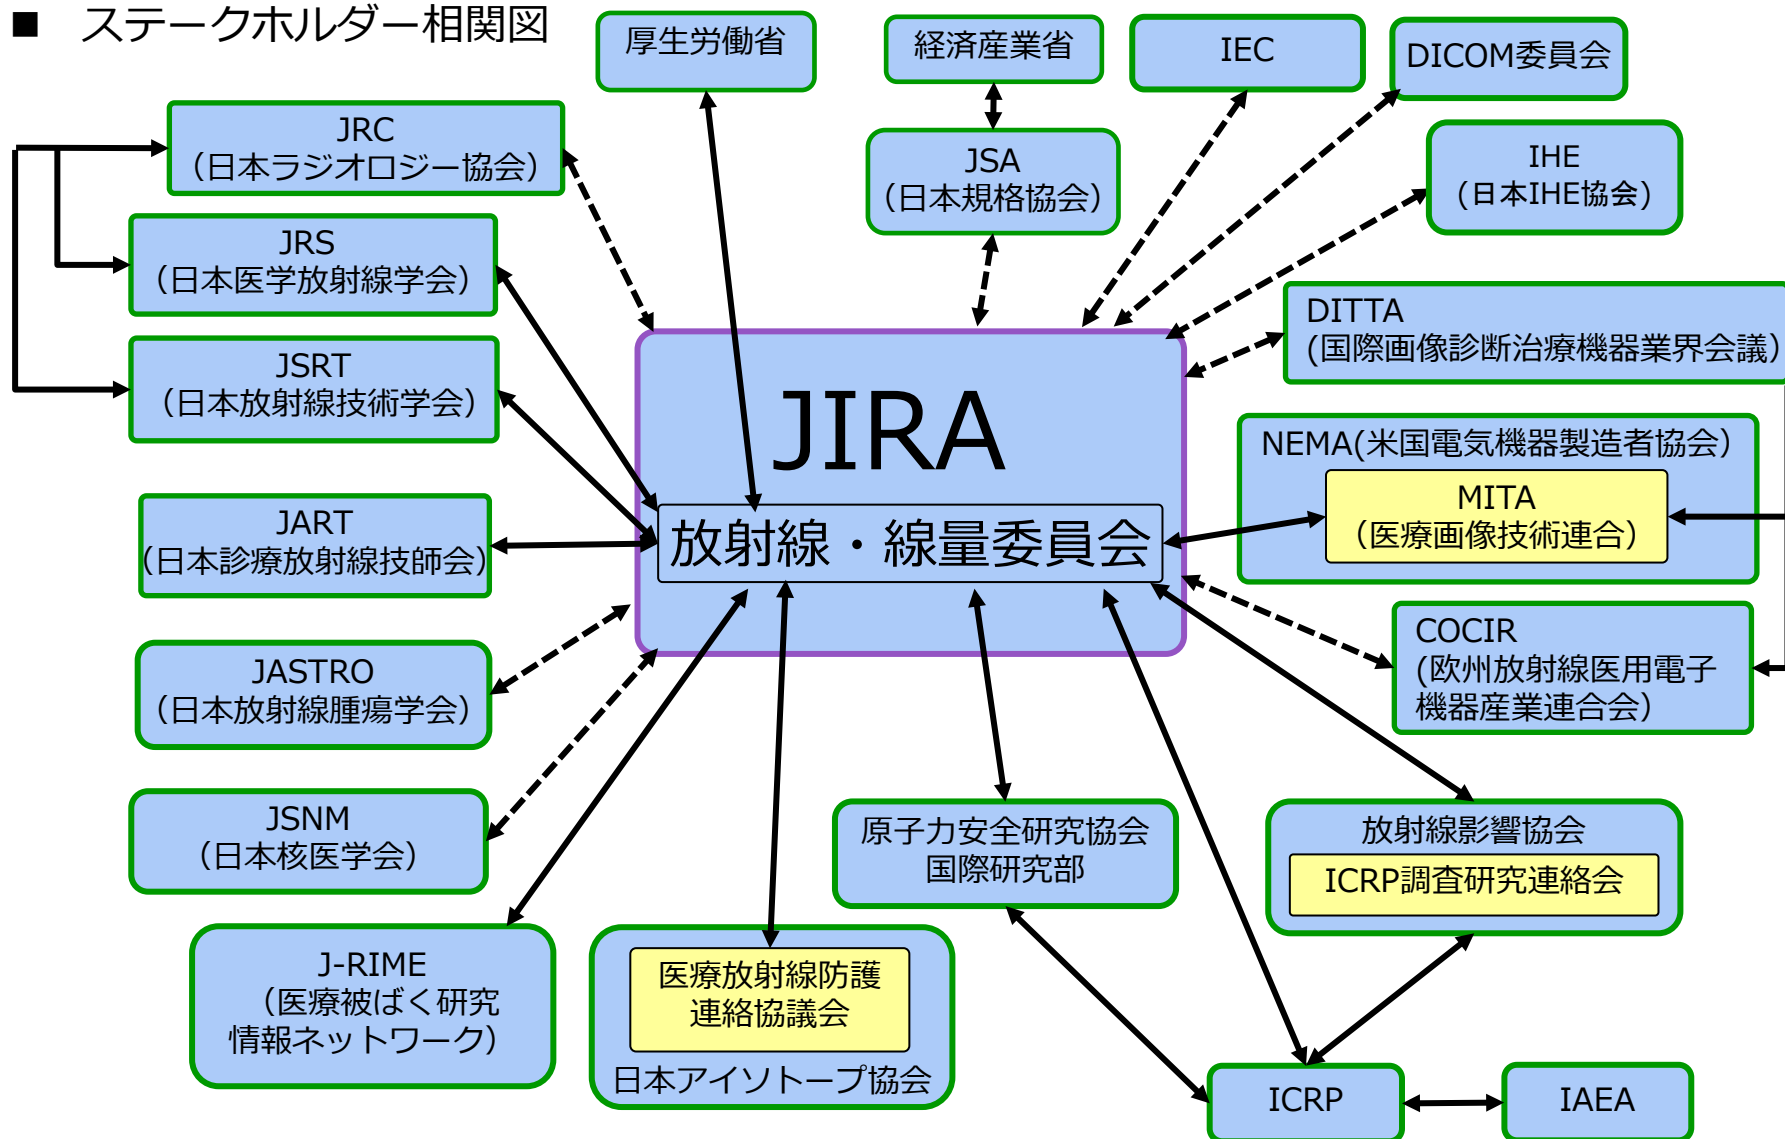 ■ ステークホルダー相関図
厚生労働省
経済産業省
IEC
DICOM委員会
JRC
（日本ラジオロジー協会）
JSA
（日本規格協会）
IHE
（日本IHE協会）
JRS
（日本医学放射線学会）
DITTA
(国際画像診断治療機器業界会議）
JSRT
（日本放射線技術学会）
JIRA
放射線・線量委員会
NEMA(米国電気機器製造者協会）
MITA
（医療画像技術連合）
JART
（日本診療放射線技師会）
COCIR
(欧州放射線医用電子
機器産業連合会）
JASTRO
（日本放射線腫瘍学会）
JSNM
（日本核医学会）
原子力安全研究協会
国際研究部
放射線影響協会
ICRP調査研究連絡会
J-RIME
（医療被ばく研究
情報ネットワーク）
医療放射線防護
連絡協議会
日本アイソトープ協会
ICRP
IAEA